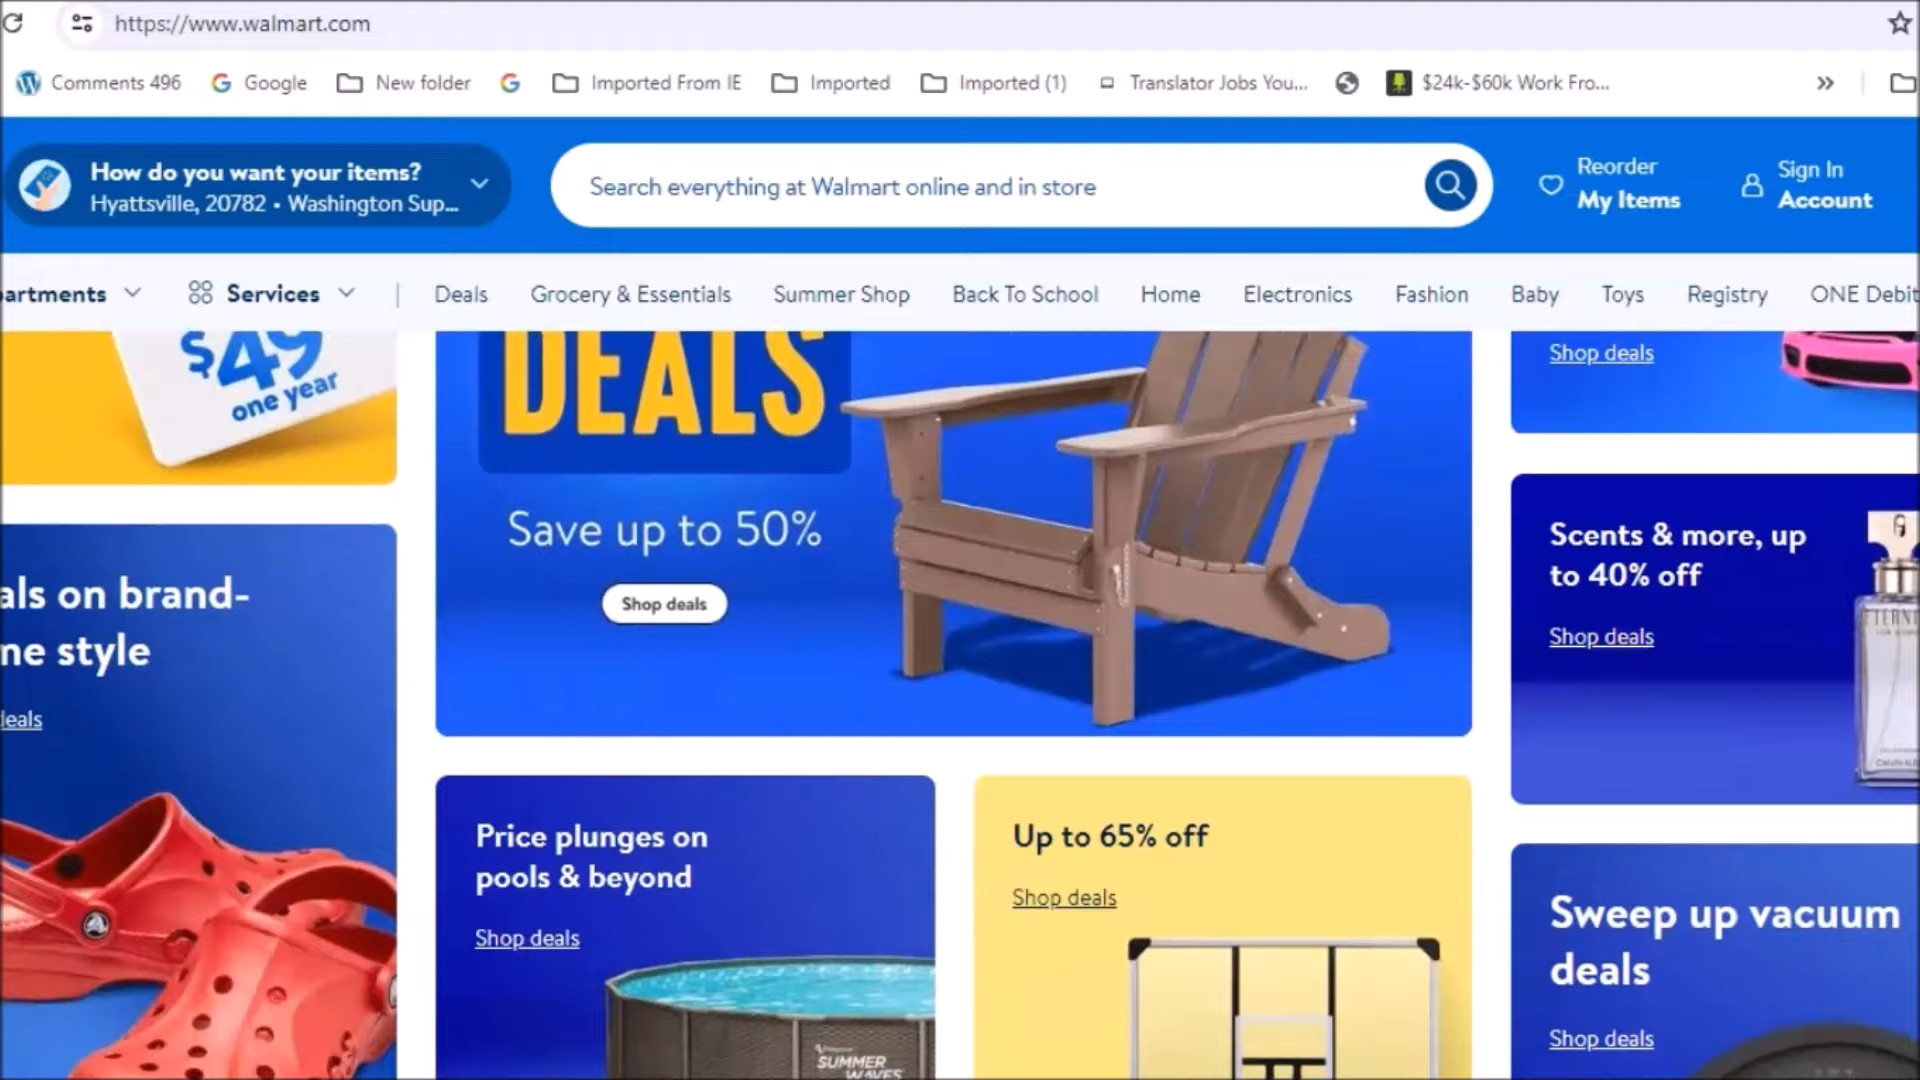 https://www.walmart.com
Comments 496
Google
New folder
Imported From IE
Imported
Imported (1)
Translator Jobs You...
$24k-$60k Work Fro...
How do you want your items?
Hyattsville, 20782 • Washington Sup...
Search everything at Walmart online and in store
Reorder
My Items
Sign In
Account
artments
Services
Deals
Grocery & Essentials
Summer Shop
Back To School
Home
Electronics
Fashion
Baby
Toys
Registry
ONE Debit
$49
one year
DEALS
Save up to 50%
Shop deals
Shop deals
Scents & more, up
to 40% off
Shop deals
als on brand-
me style
deals
Price plunges on
pools & beyond
Shop deals
SUMMER
WAVES
Up to 65% off
Shop deals
Sweep up vacuum
deals
Shop deals